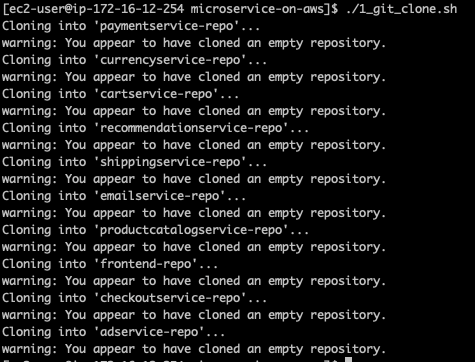 [ec2-user@ip-172-16-12-254 microservice-on-aws]$ ./1_git_clone.sh
Cloning into 'paymentservice-repo'...
warning: You appear to have cloned an empty repository.
Cloning into 'currencyservice-repo'...
warning: You appear to have cloned an empty repository.
Cloning into 'cartservice-repo'...
warning: You appear to have cloned an empty repository.
Cloning into 'recommendationservice-repo'...
warning: You appear to have cloned an empty repository.
Cloning into 'shippingservice-repo'...
warning: You appear to have cloned an empty repository.
Cloning into 'emailservice-repo'...
warning: You appear to have cloned an empty repository.
Cloning into 'productcatalogservice-repo'...
warning: You appear to have cloned an empty repository.
Cloning into 'frontend-repo'...
warning: You appear to have cloned an empty repository.
Cloning into 'checkoutservice-repo'...
warning: You appear to have cloned an empty repository.
Cloning into 'adservice-repo'...
warning: You appear to have cloned an empty repository.